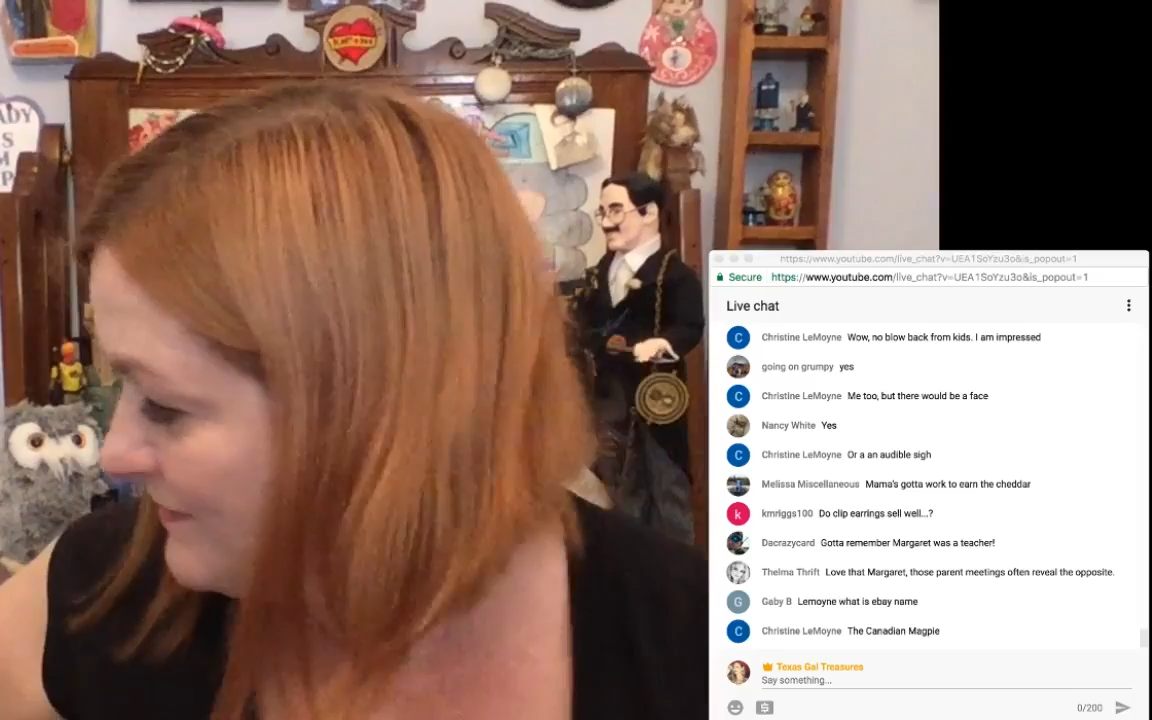 ADY
S
M
P
https://www.youtube.com/live_chat?v=UEA1SoYzu3o&is_popout=1
Secure https://www.youtube.com/live_chat?v=UEA1SoYzu3o&is_popout=1
Live chat
C Christine LeMoyne Wow, no blow back from kids. I am impressed
going on grumpy yes
C Christine LeMoyne Me too, but there would be a face
Nancy White Yes
C Christine LeMoyne Or a an audible sigh
Melissa Miscellaneous Mama's gotta work to earn the cheddar
k kmriggs100 Do clip earrings sell well...?
Dacrazycard Gotta remember Margaret was a teacher!
Thelma Thrift Love that Margaret, those parent meetings often reveal the opposite.
G Gaby B Lemoyne what is ebay name
C Christine LeMoyne The Canadian Magpie
Texas Gal Treasures
Say something...
0/200